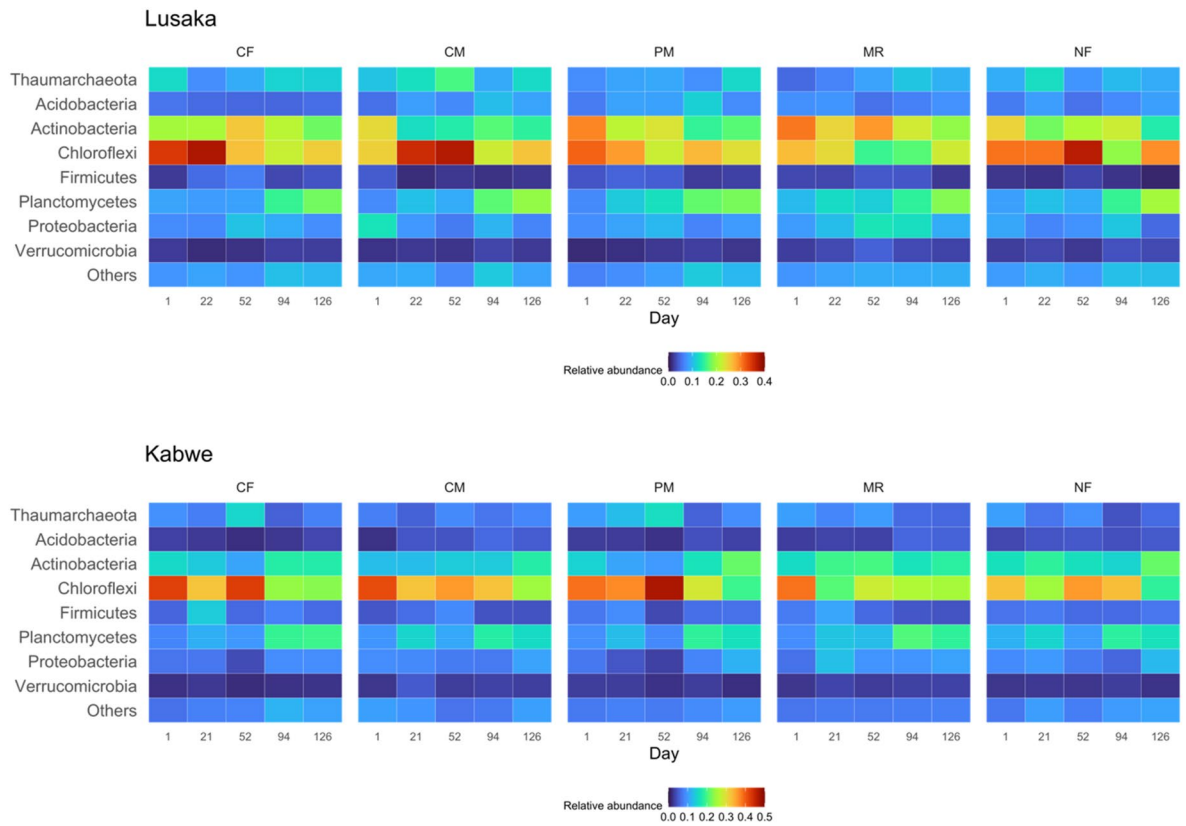 Lusaka
CF CM PM MR NF
Thaumarchaeota
Acidobacteria
Actinobacteria
Chloroflexi
Firmicutes
Planctomycetes
Proteobacteria
Verrucomicrobia
Others
1 22 52 94 126 1 22 52 94 126 1 22 52 94 126 1 22 52 94 126 1 22 52 94 126
Day
Relative abundance
0.0 0.1 0.2 0.3 0.4
Kabwe
CF CM PM MR NF
Thaumarchaeota
Acidobacteria
Actinobacteria
Chloroflexi
Firmicutes
Planctomycetes
Proteobacteria
Verrucomicrobia
Others
1 21 52 94 126 1 21 52 94 126 1 21 52 94 126 1 21 52 94 126 1 21 52 94 126
Day
Relative abundance
0.0 0.1 0.2 0.3 0.4 0.5